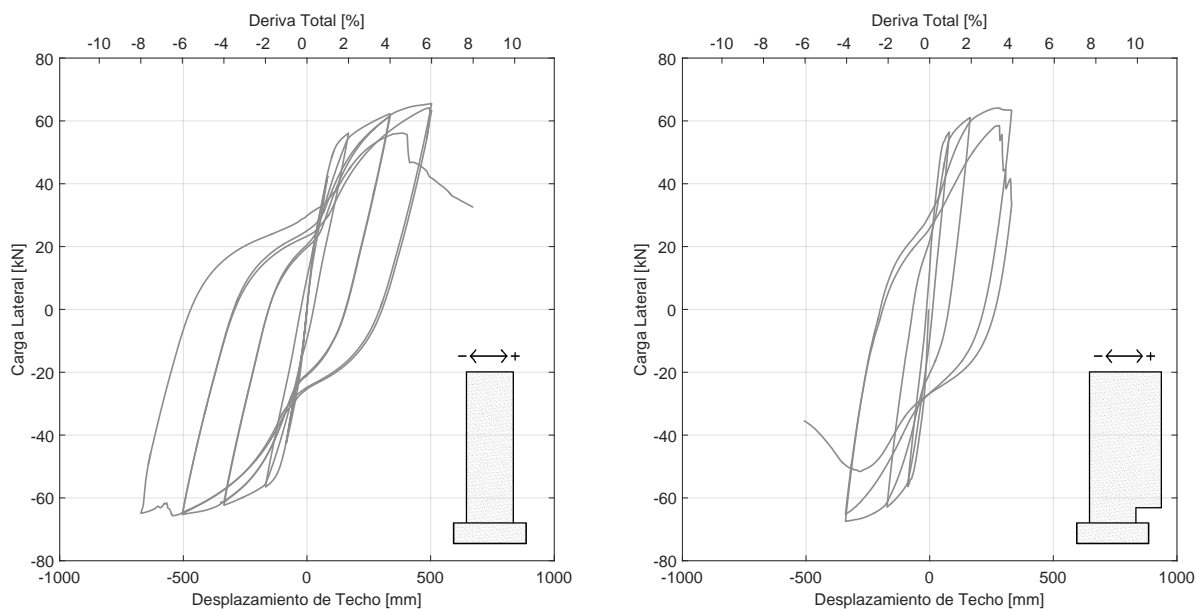 Deriva Total [%]
-10 -8 -6 -4 -2 0 2 4 6 8 10
80
60
40
20
0
-20
-40
-60
-80
Carga Lateral [kN]
- +
-1000 -500 0 500 1000
Desplazamiento de Techo [mm]
Deriva Total [%]
-10 -8 -6 -4 -2 0 2 4 6 8 10
80
60
40
20
0
-20
-40
-60
-80
Carga Lateral [kN]
- +
-1000 -500 0 500 1000
Desplazamiento de Techo [mm]